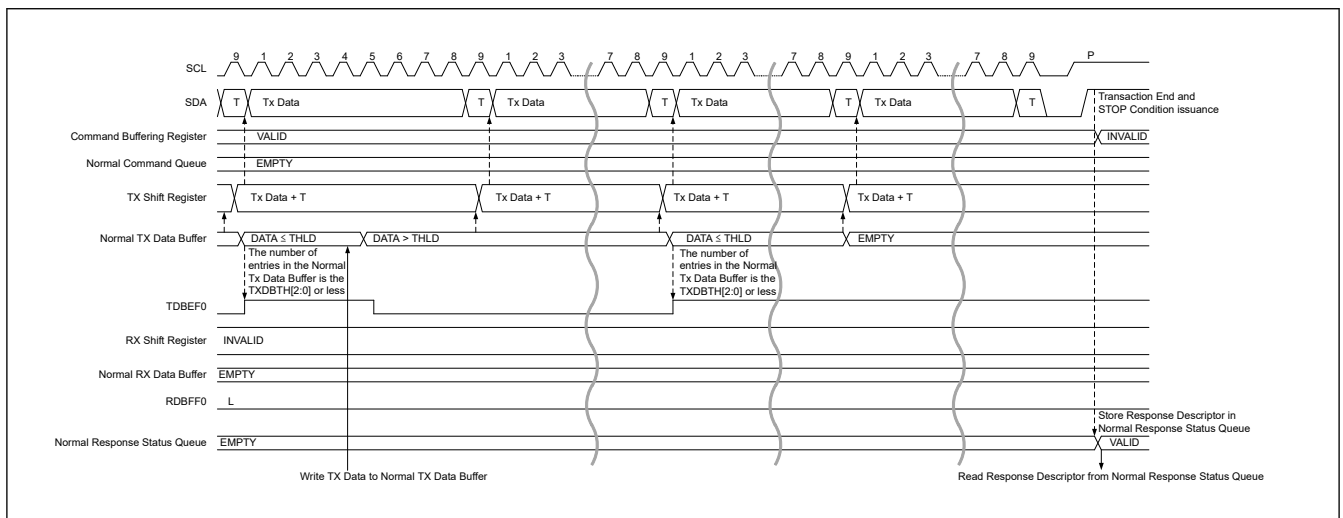 9 1 2 3 4 5 6 7 8 9 1 2 3 7 8 9 1 2 3 7 8 9 1 2 3 7 8 9 P
SCL
SDA T Tx Data T Tx Data T Tx Data T Tx Data T
Transaction End and
STOP Condition issuance
Command Buffering Register VALID INVALID
Normal Command Queue EMPTY
TX Shift Register Tx Data + T Tx Data + T Tx Data + T Tx Data + T
Normal TX Data Buffer DATA ≤ THLD DATA > THLD DATA ≤ THLD EMPTY
The number of
entries in the Normal
Tx Data Buffer is the
TXDBTH[2:0] or less
The number of
entries in the Normal
Tx Data Buffer is the
TXDBTH[2:0] or less
TDBEF0
RX Shift Register INVALID
Normal RX Data Buffer EMPTY
RDBFF0 L
Store Response Descriptor in
Normal Response Status Queue
Normal Response Status Queue EMPTY VALID
Write TX Data to Normal TX Data Buffer
Read Response Descriptor from Normal Response Status Queue